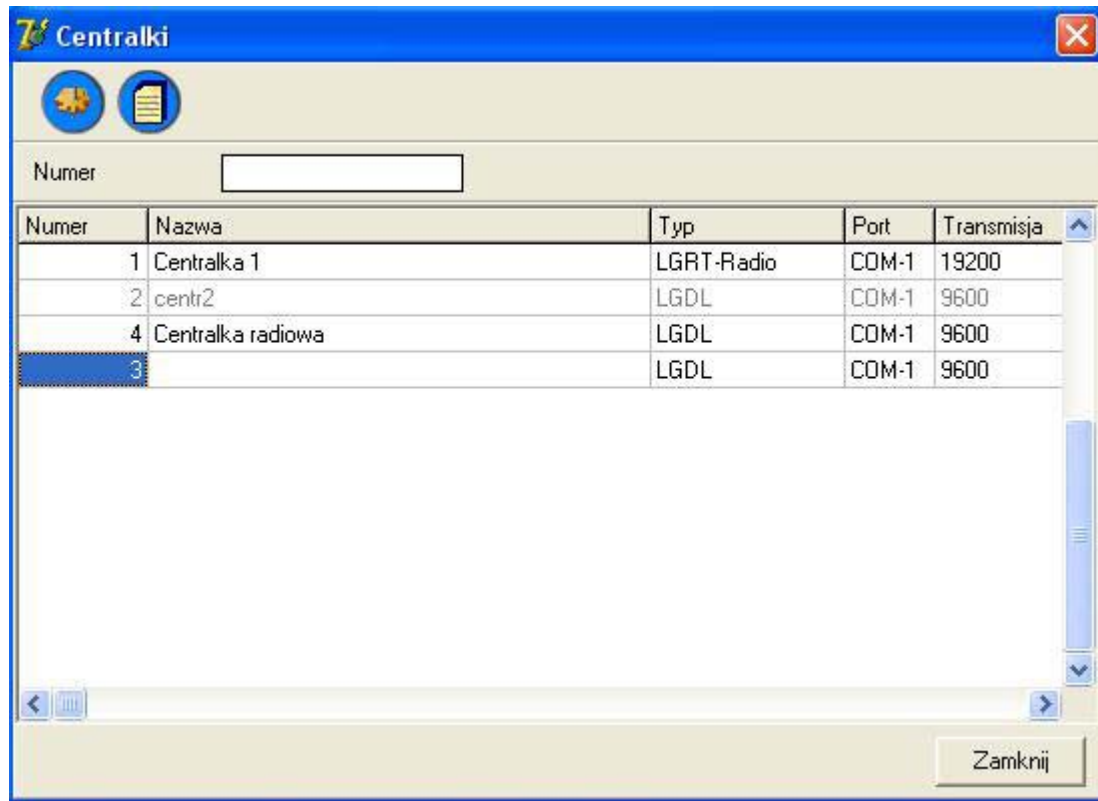 Centralki
Numer
Numer Nazwa Typ Port Transmisja
1 Centralka 1 LGRT-Radio COM-1 19200
2 centr2 LGDL COM-1 9600
4 Centralka radiowa LGDL COM-1 9600
3 LGDL COM-1 9600
Zamknij